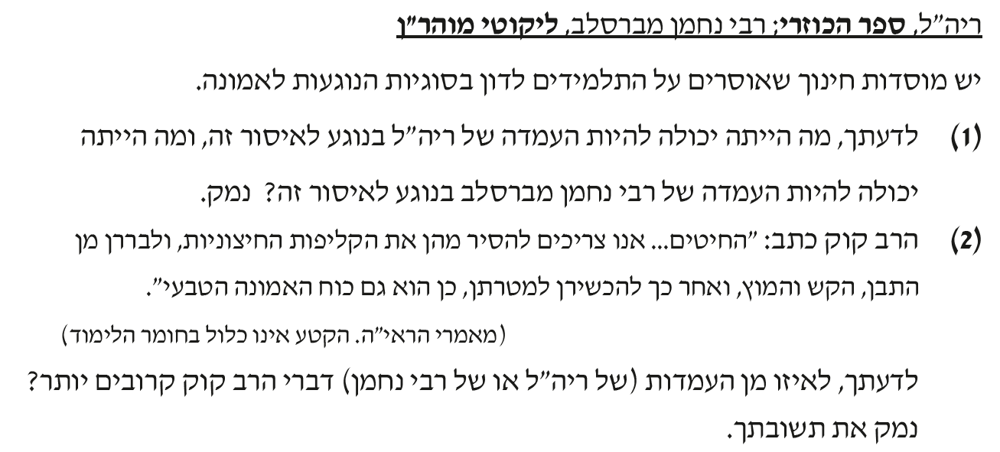 ריה"ל, ספר הכוזרי; רבי נחמן מברסלב, ליקוטי מוהר"ן
יש מוסדות חינוך שאוסרים על התלמידים לדון בסוגיות הנוגעות לאמונה.
(1) לדעתך, מה הייתה יכולה להיות העמדה של ריה"ל בנוגע לאיסור זה, ומה הייתה
יכולה להיות העמדה של רבי נחמן מברסלב בנוגע לאיסור זה? נמק.
(2) הרב קוק כתב: "החיטים... אנו צריכים להסיר מהן את הקליפות החיצוניות, ולבררן מן
התבן, הקש והמוץ, ואחר כך להכשירן למטרתן, כן הוא גם כוח האמונה הטבעי".
(מאמרי הראי"ה. הקטע אינו כלול בחומר הלימוד)
לדעתך, לאיזו מן העמדות (של ריה"ל או של רבי נחמן) דברי הרב קוק קרובים יותר?
נמק את תשובתך.